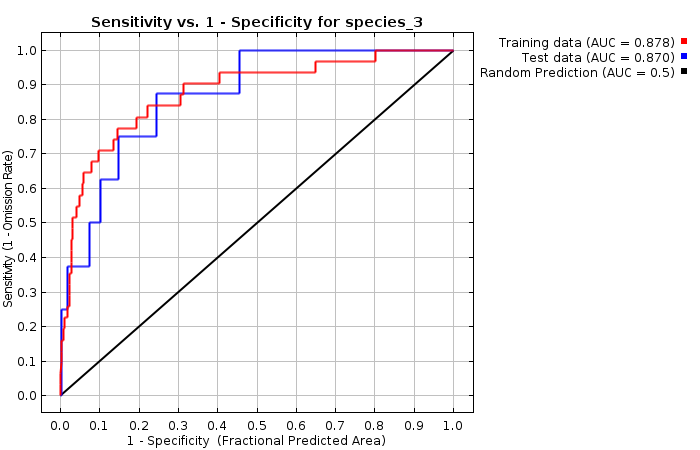 Sensitivity vs. 1 - Specificity for species_3
Training data (AUC = 0.878)
Test data (AUC = 0.870)
Random Prediction (AUC = 0.5)
Sensitivity (1 - Omission Rate)
1.0
0.9
0.8
0.7
0.6
0.5
0.4
0.3
0.2
0.1
0.0
0.0 0.1 0.2 0.3 0.4 0.5 0.6 0.7 0.8 0.9 1.0
1 - Specificity (Fractional Predicted Area)